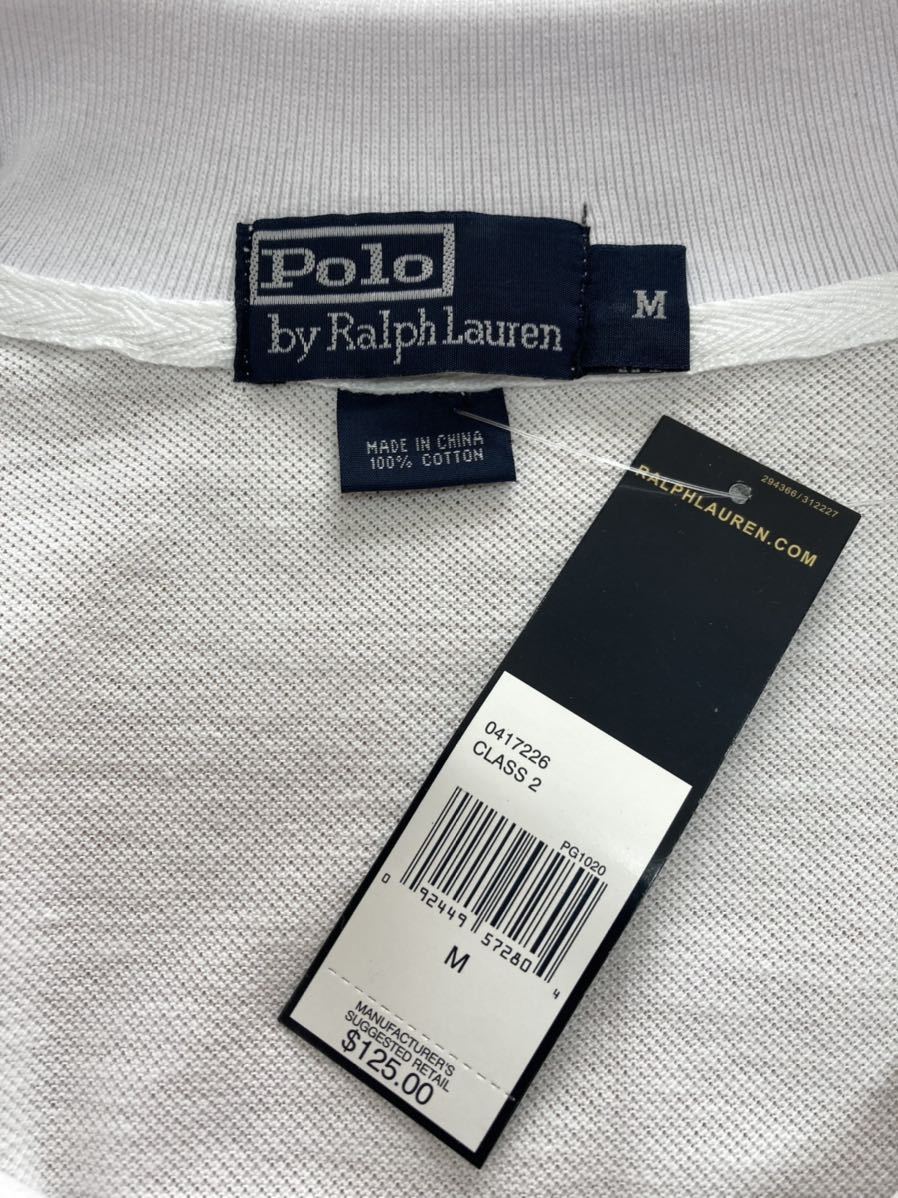 Polo
by Ralph Lauren
M
MADE IN CHINA
100% COTTON
294366/312227
RALPHLAUREN.COM
0417226
CLASS 2
PG1020
0 92449 57280 4
M
MANUFACTURER'S
SUGGESTED RETAIL
$125.00